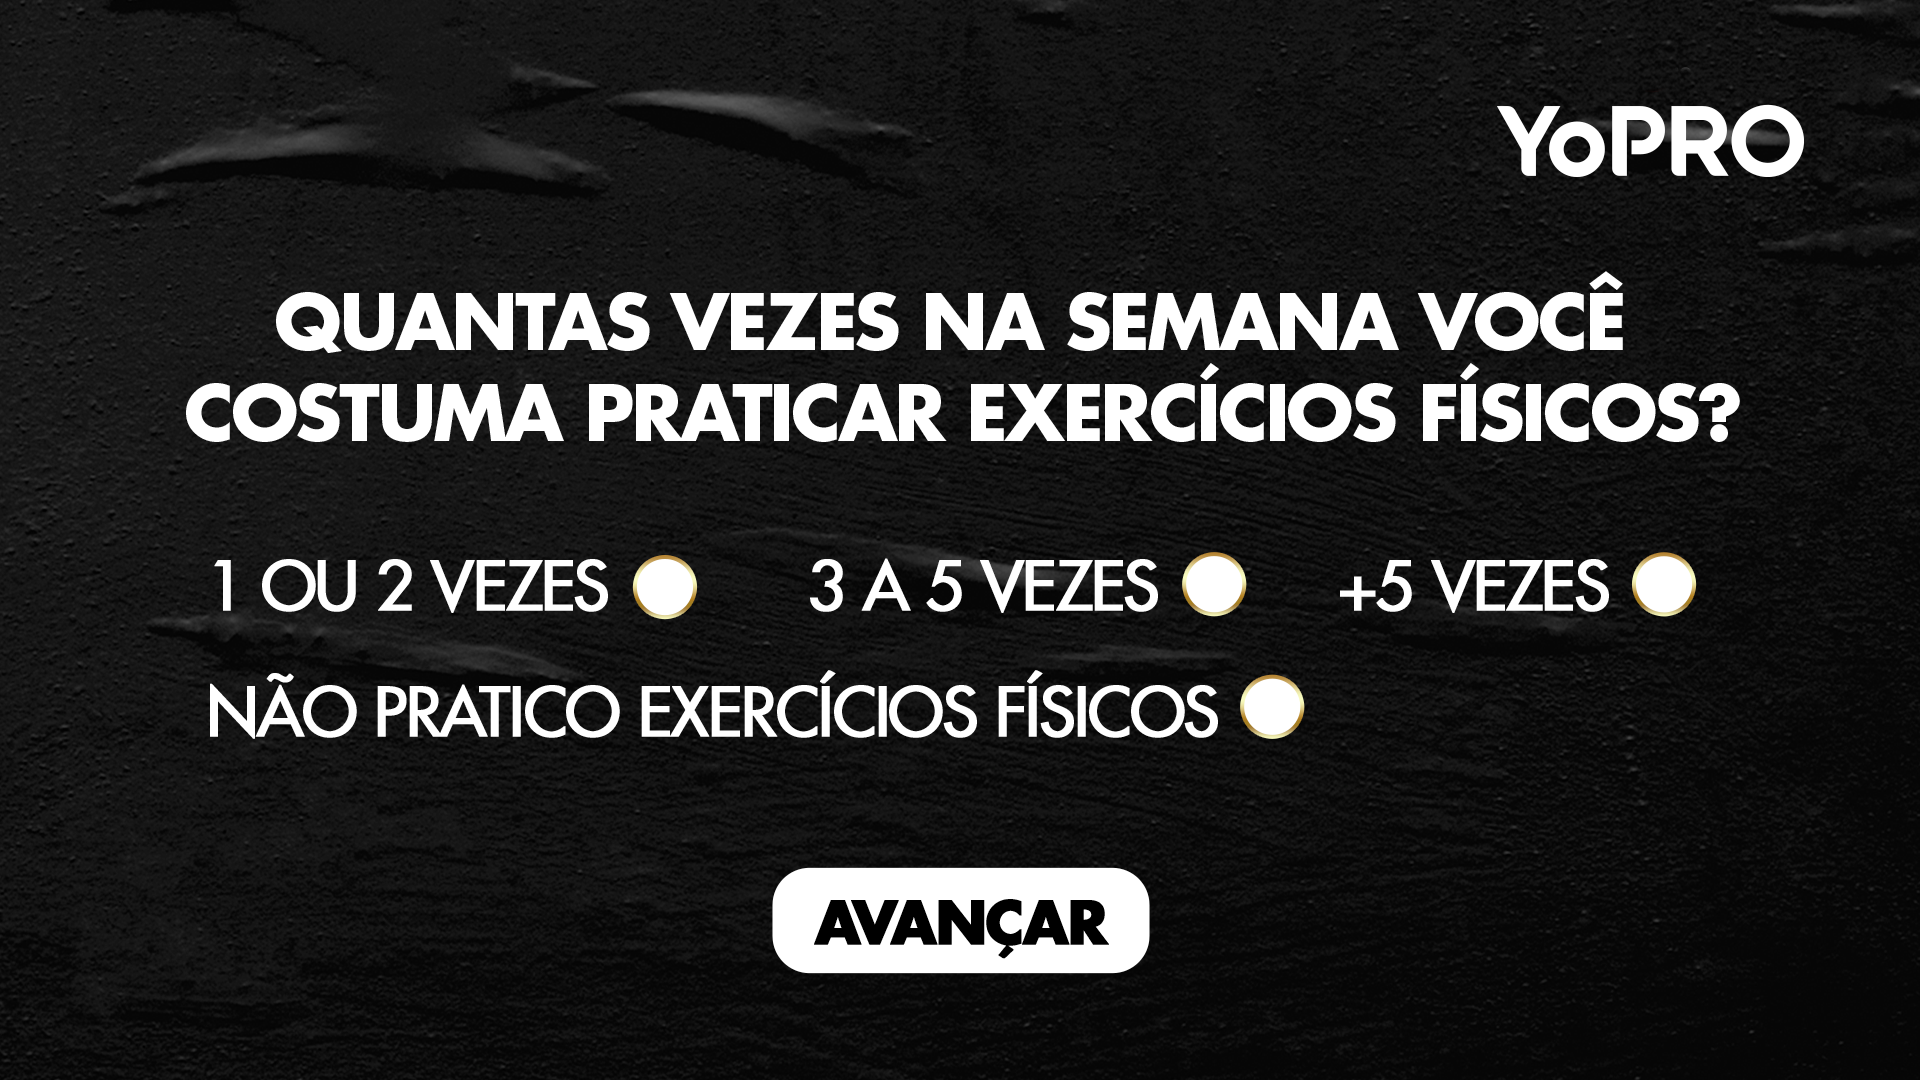 YoPRO
QUANTAS VEZES NA SEMANA VOCÊ
COSTUMA PRATICAR EXERCÍCIOS FÍSICOS?
1 OU 2 VEZES
3 A 5 VEZES
+5 VEZES
NÃO PRATICO EXERCÍCIOS FÍSICOS
AVANÇAR